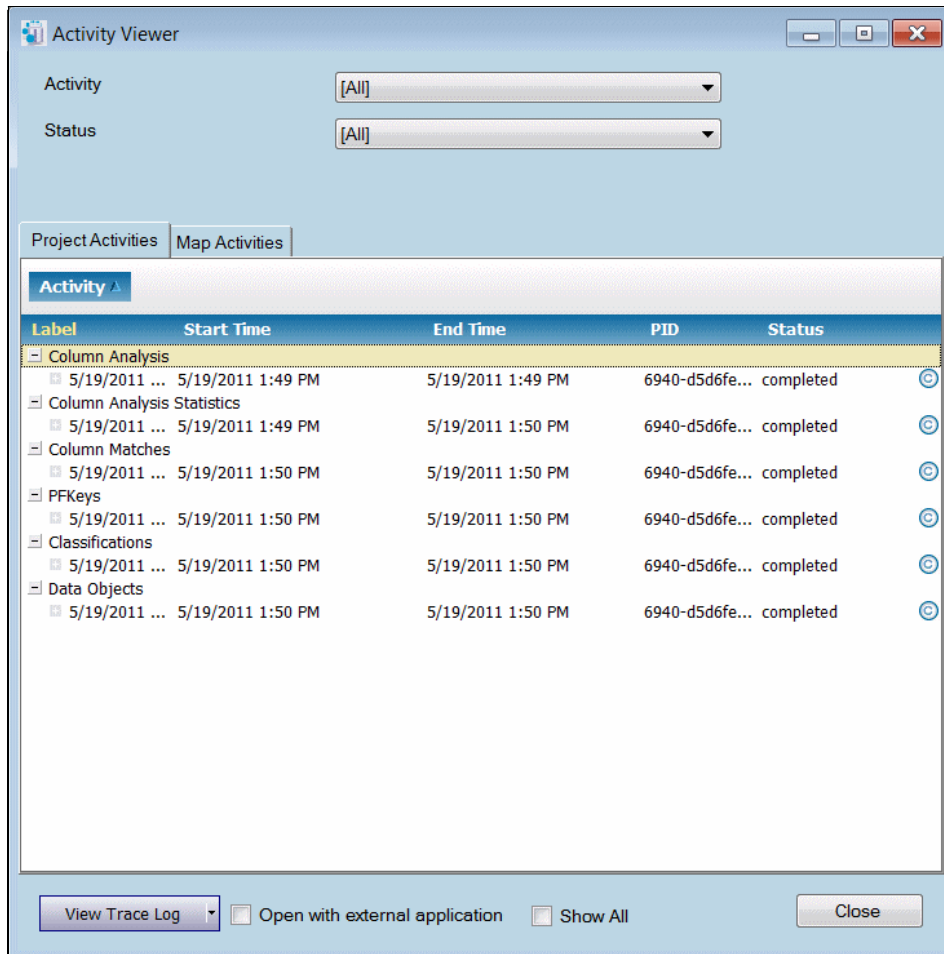 Activity Viewer
Activity [All]
Status [All]
Project Activities Map Activities
Activity
Label Start Time End Time PID Status
Column Analysis
5/19/2011 ... 5/19/2011 1:49 PM 5/19/2011 1:49 PM 6940-d5d6fe... completed ©
Column Analysis Statistics
5/19/2011 ... 5/19/2011 1:49 PM 5/19/2011 1:50 PM 6940-d5d6fe... completed ©
Column Matches
5/19/2011 ... 5/19/2011 1:50 PM 5/19/2011 1:50 PM 6940-d5d6fe... completed ©
PFKeys
5/19/2011 ... 5/19/2011 1:50 PM 5/19/2011 1:50 PM 6940-d5d6fe... completed ©
Classifications
5/19/2011 ... 5/19/2011 1:50 PM 5/19/2011 1:50 PM 6940-d5d6fe... completed ©
Data Objects
5/19/2011 ... 5/19/2011 1:50 PM 5/19/2011 1:50 PM 6940-d5d6fe... completed ©
View Trace Log Open with external application Show All Close